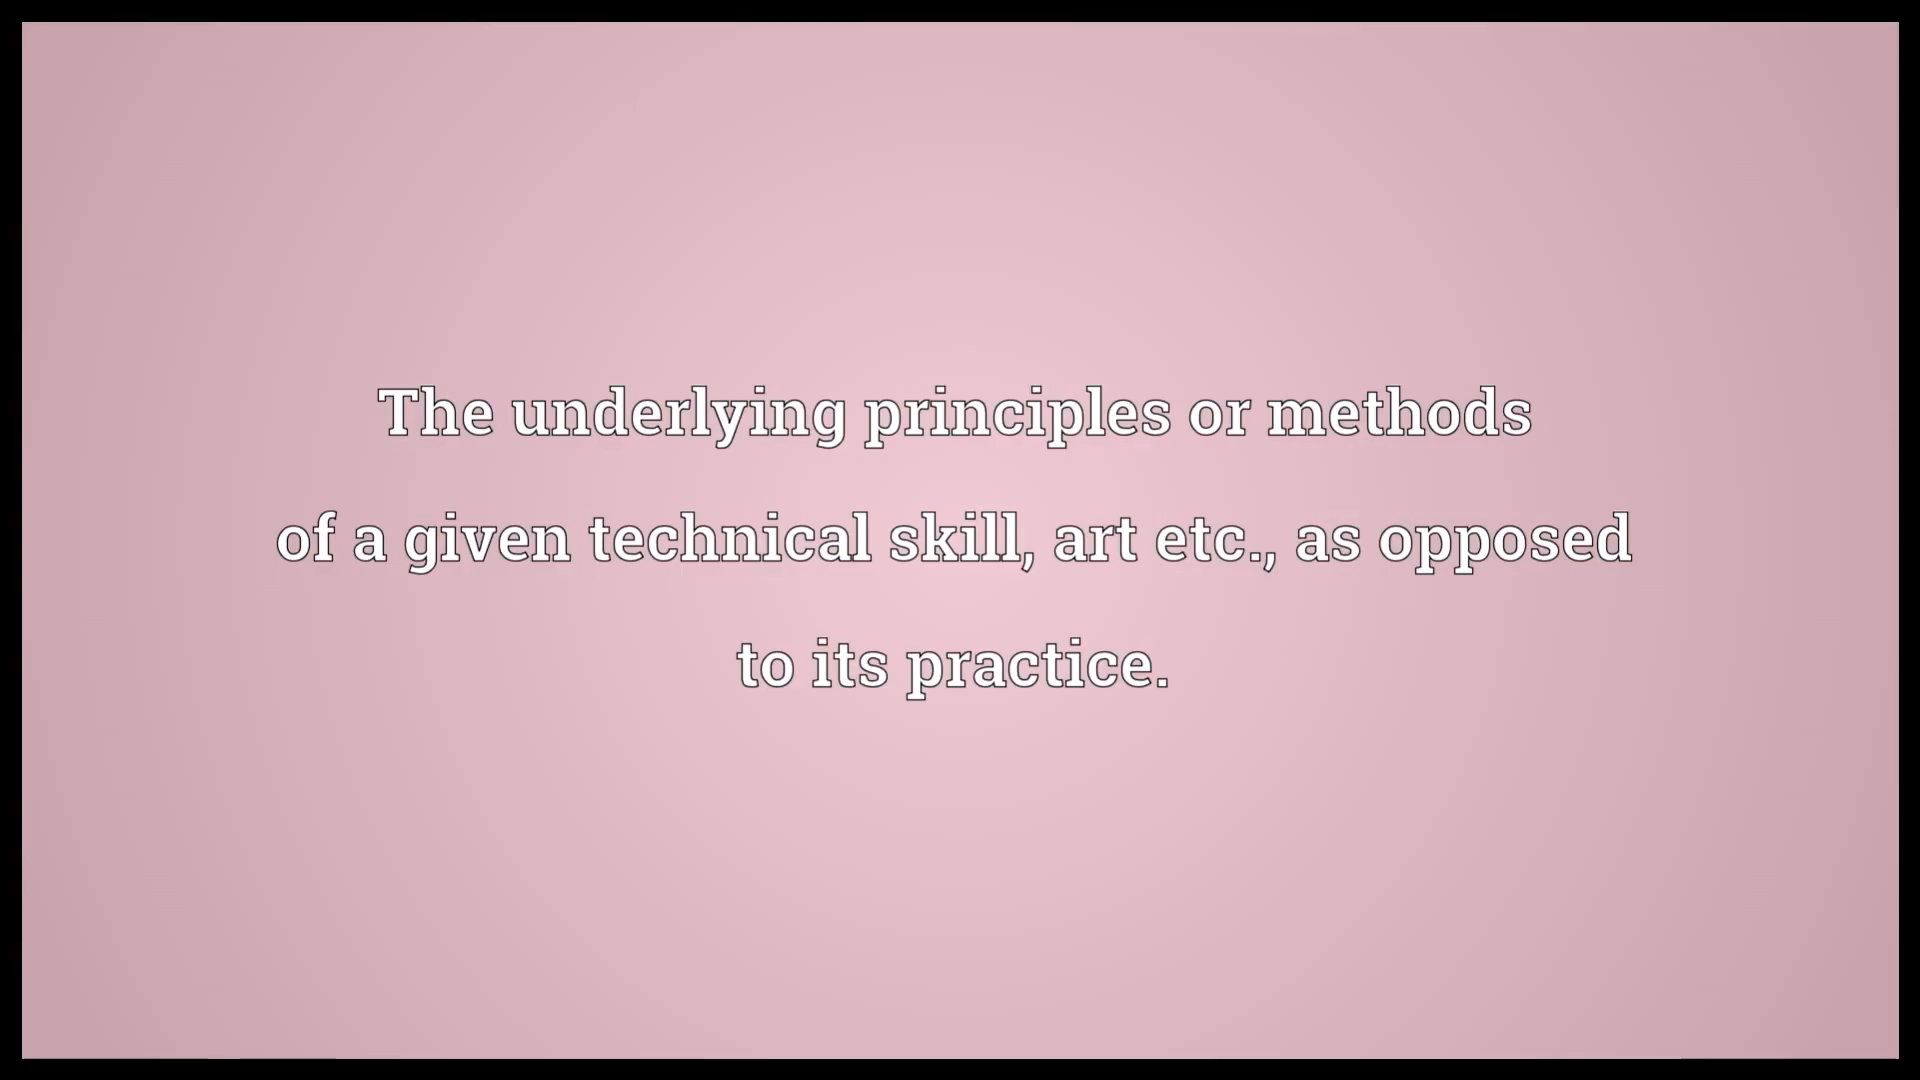 The underlying principles or methods
of a given technical skill, art etc., as opposed
to its practice.